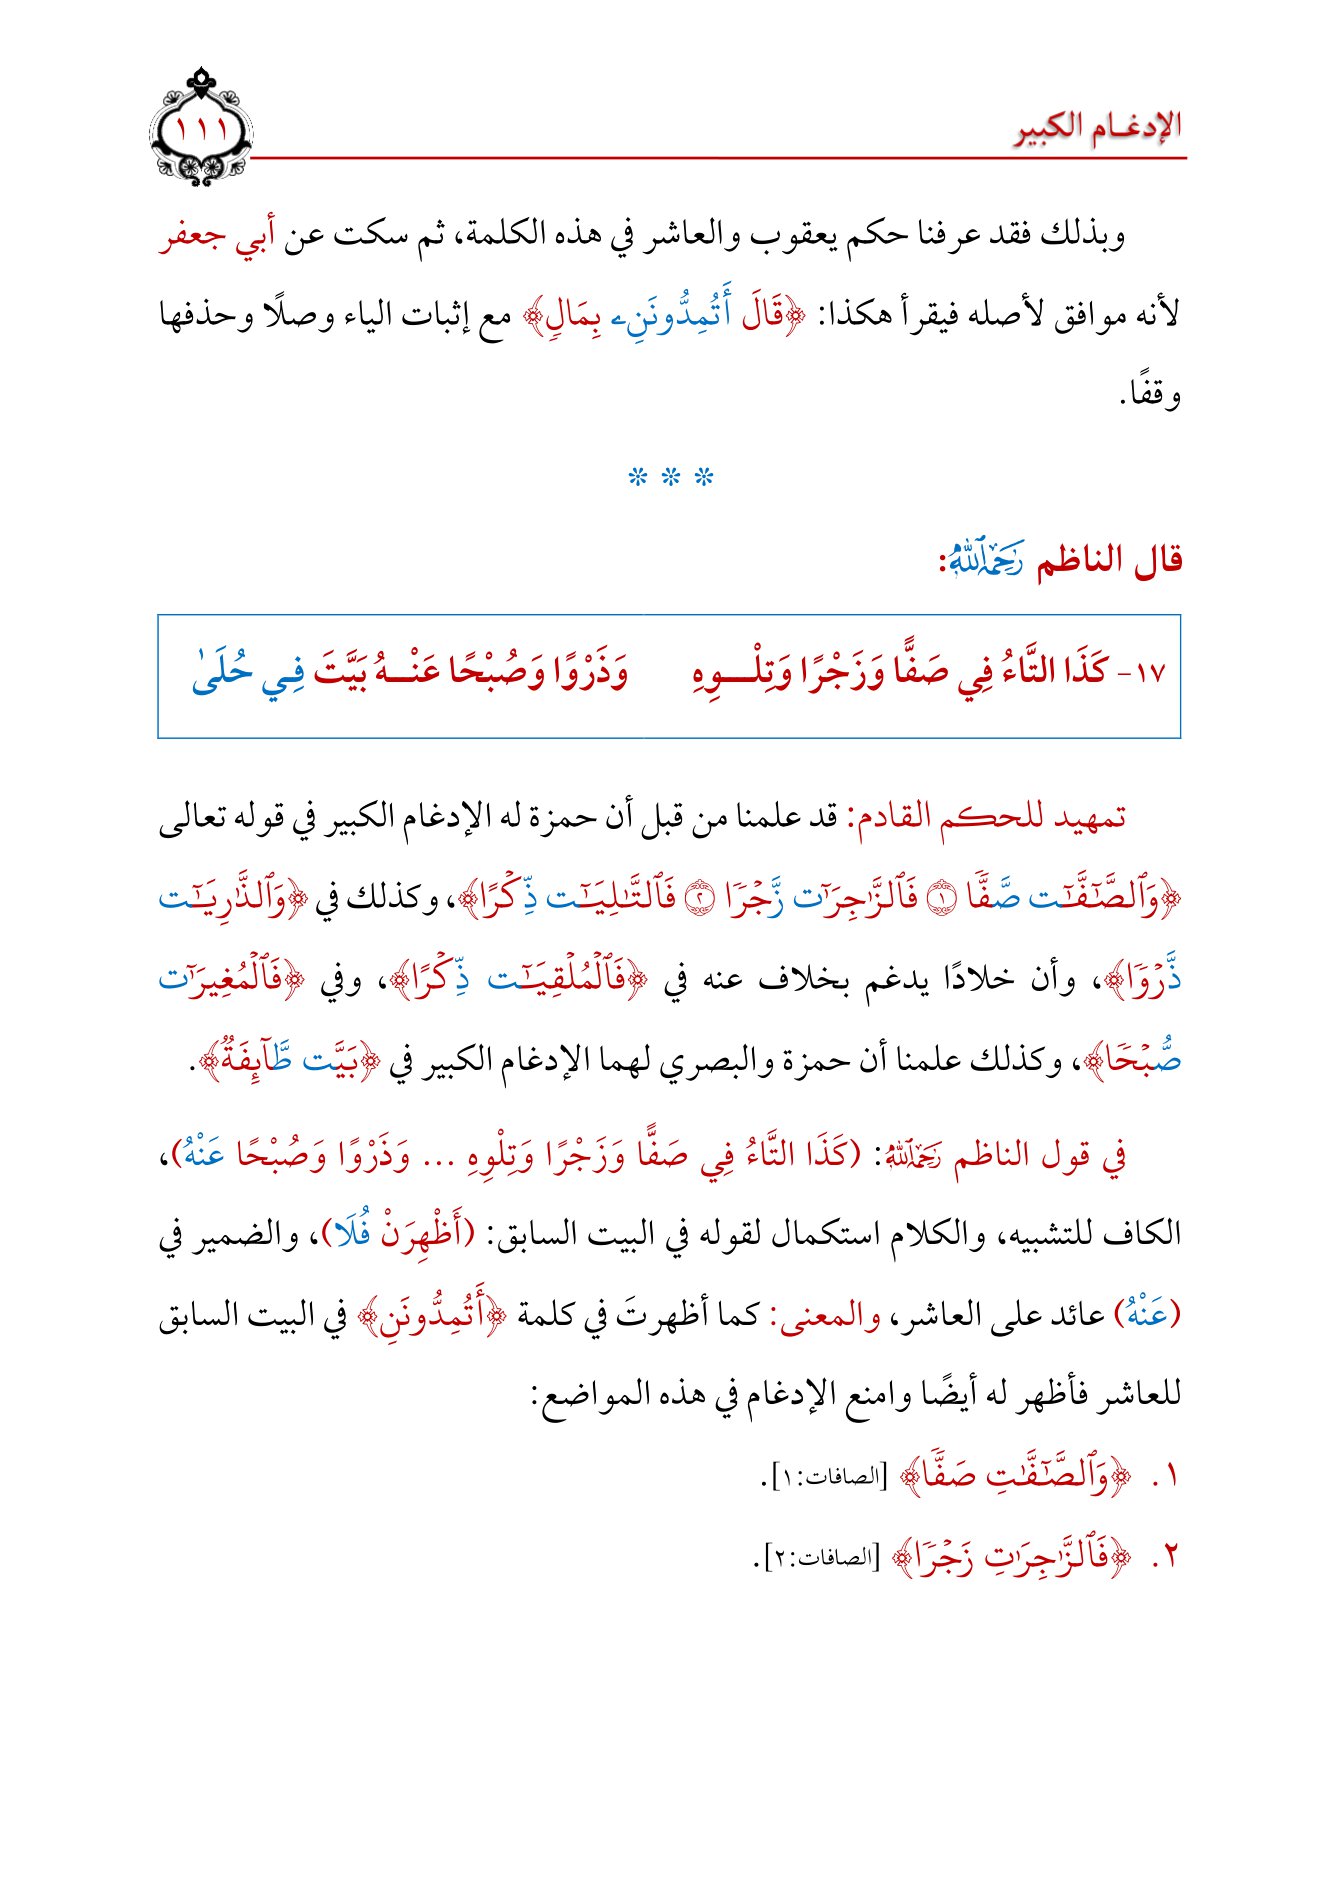 الإدغام الكبير
١١١
وبذلك فقد عرفنا حكم يعقوب والعاشر في هذه الكلمة، ثم سكت عن أبي جعفر
لأنه موافق لأصله فيقرأ هكذا: ﴿قَالَ أَتُمِدُّونَنِۦ بِمَالٖ﴾ مع إثبات الياء وصلًا وحذفها
وقفًا.
* * *
قال الناظم رَحِمَهُ ٱللَّهُ:
١٧- كَذَا التَّاءُ فِي صَفًّا وَزَجْرًا وَتِلْـــوِهِ وَذَرْوًا وَصُبْحًا عَنْـــهُ بَيَّتَ فِي حُلَىٰ
تمهيد للحكم القادم: قد علمنا من قبل أن حمزة له الإدغام الكبير في قوله تعالى
﴿وَٱلصَّٰٓفَّٰٓت صَّفّٗا ١ فَٱلزَّٰجِرَٰٓت زَّجۡرٗا ٢ فَٱلتَّٰلِيَٰٓت ذِّكۡرًا﴾، وكذلك في ﴿وَٱلذَّٰرِيَٰٓت
ذَّرۡوٗا﴾، وأن خلادًا يدغم بخلاف عنه في ﴿فَٱلۡمُلۡقِيَٰٓت ذِّكۡرًا﴾، وفي ﴿فَٱلۡمُغِيرَٰٓت
صُّبۡحٗا﴾، وكذلك علمنا أن حمزة والبصري لهما الإدغام الكبير في ﴿بَيَّت طَّآئِفَةٞ﴾.
في قول الناظم رَحِمَهُ ٱللَّهُ: (كَذَا التَّاءُ فِي صَفًّا وَزَجْرًا وَتِلْوِهِ ... وَذَرْوًا وَصُبْحًا عَنْهُ)،
الكاف للتشبيه، والكلام استكمال لقوله في البيت السابق: (أَظْهِرَنْ فُلَا)، والضمير في
(عَنْهُ) عائد على العاشر، والمعنى: كما أظهرتَ في كلمة ﴿أَتُمِدُّونَنِ﴾ في البيت السابق
للعاشر فأظهر له أيضًا وامنع الإدغام في هذه المواضع:
١. ﴿وَٱلصَّٰٓفَّٰتِ صَفّٗا﴾ [الصافات:١].
٢. ﴿فَٱلزَّٰجِرَٰتِ زَجۡرٗا﴾ [الصافات:٢].